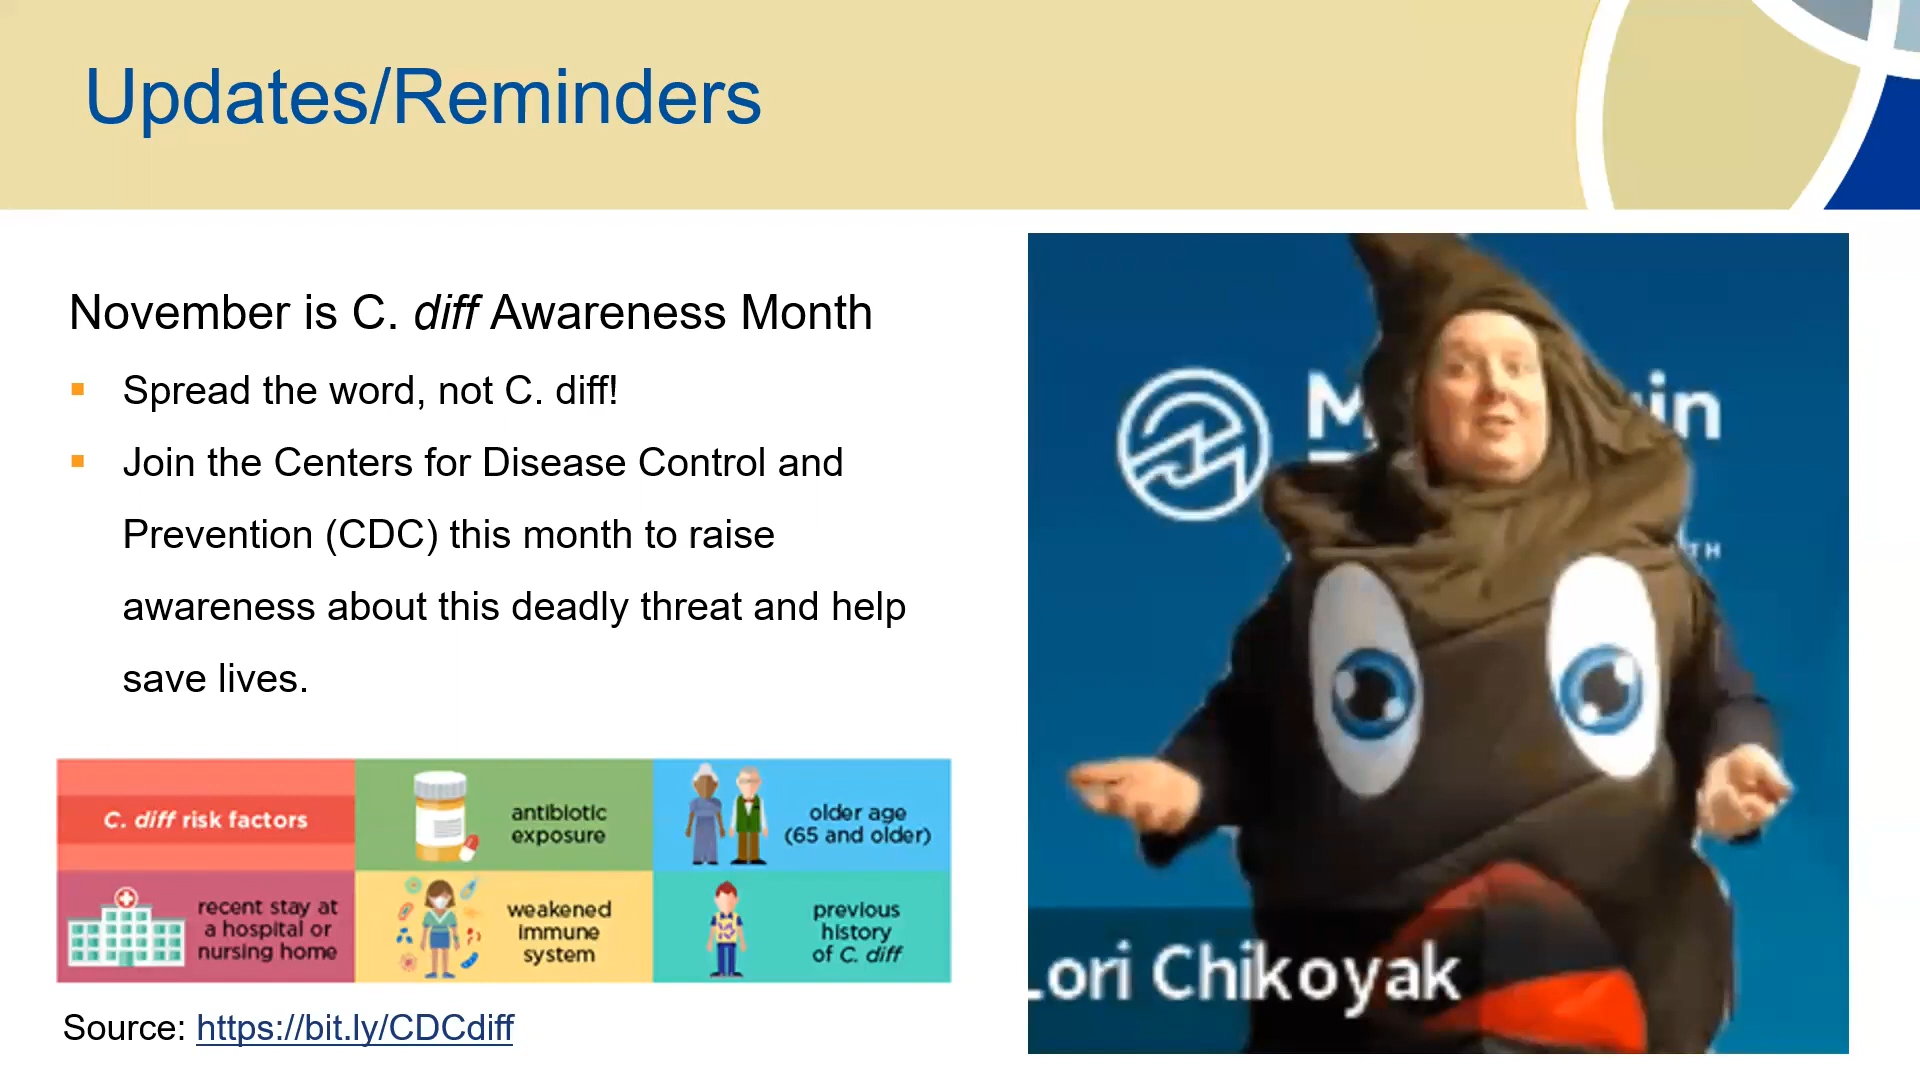 Updates/Reminders
November is C. diff Awareness Month
Spread the word, not C. diff!
Join the Centers for Disease Control and
Prevention (CDC) this month to raise
awareness about this deadly threat and help
save lives.
C. diff risk factors
antibiotic
exposure
older age
(65 and older)
recent stay at
a hospital or
nursing home
weakened
immune
system
previous
history
of C. diff
Source: https://bit.ly/CDCdiff
Lori Chikoyak